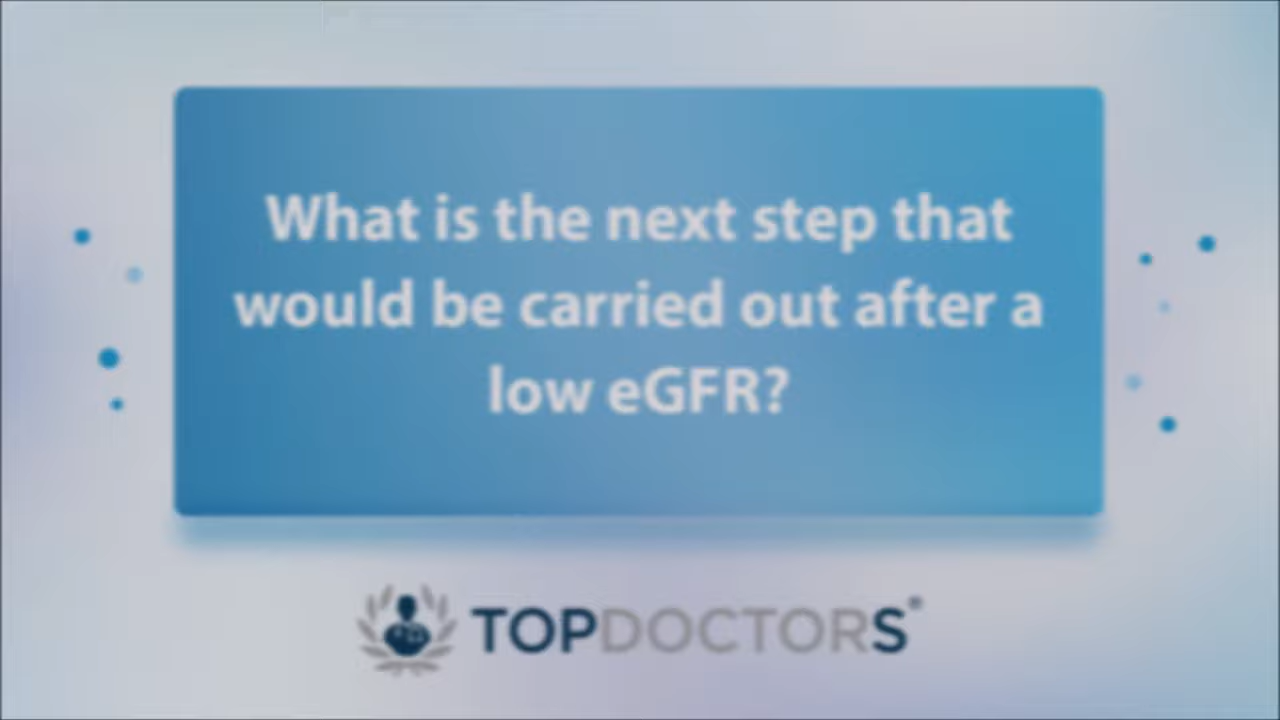 What is the next step that
would be carried out after a
low eGFR?
TOPDOCTORS®